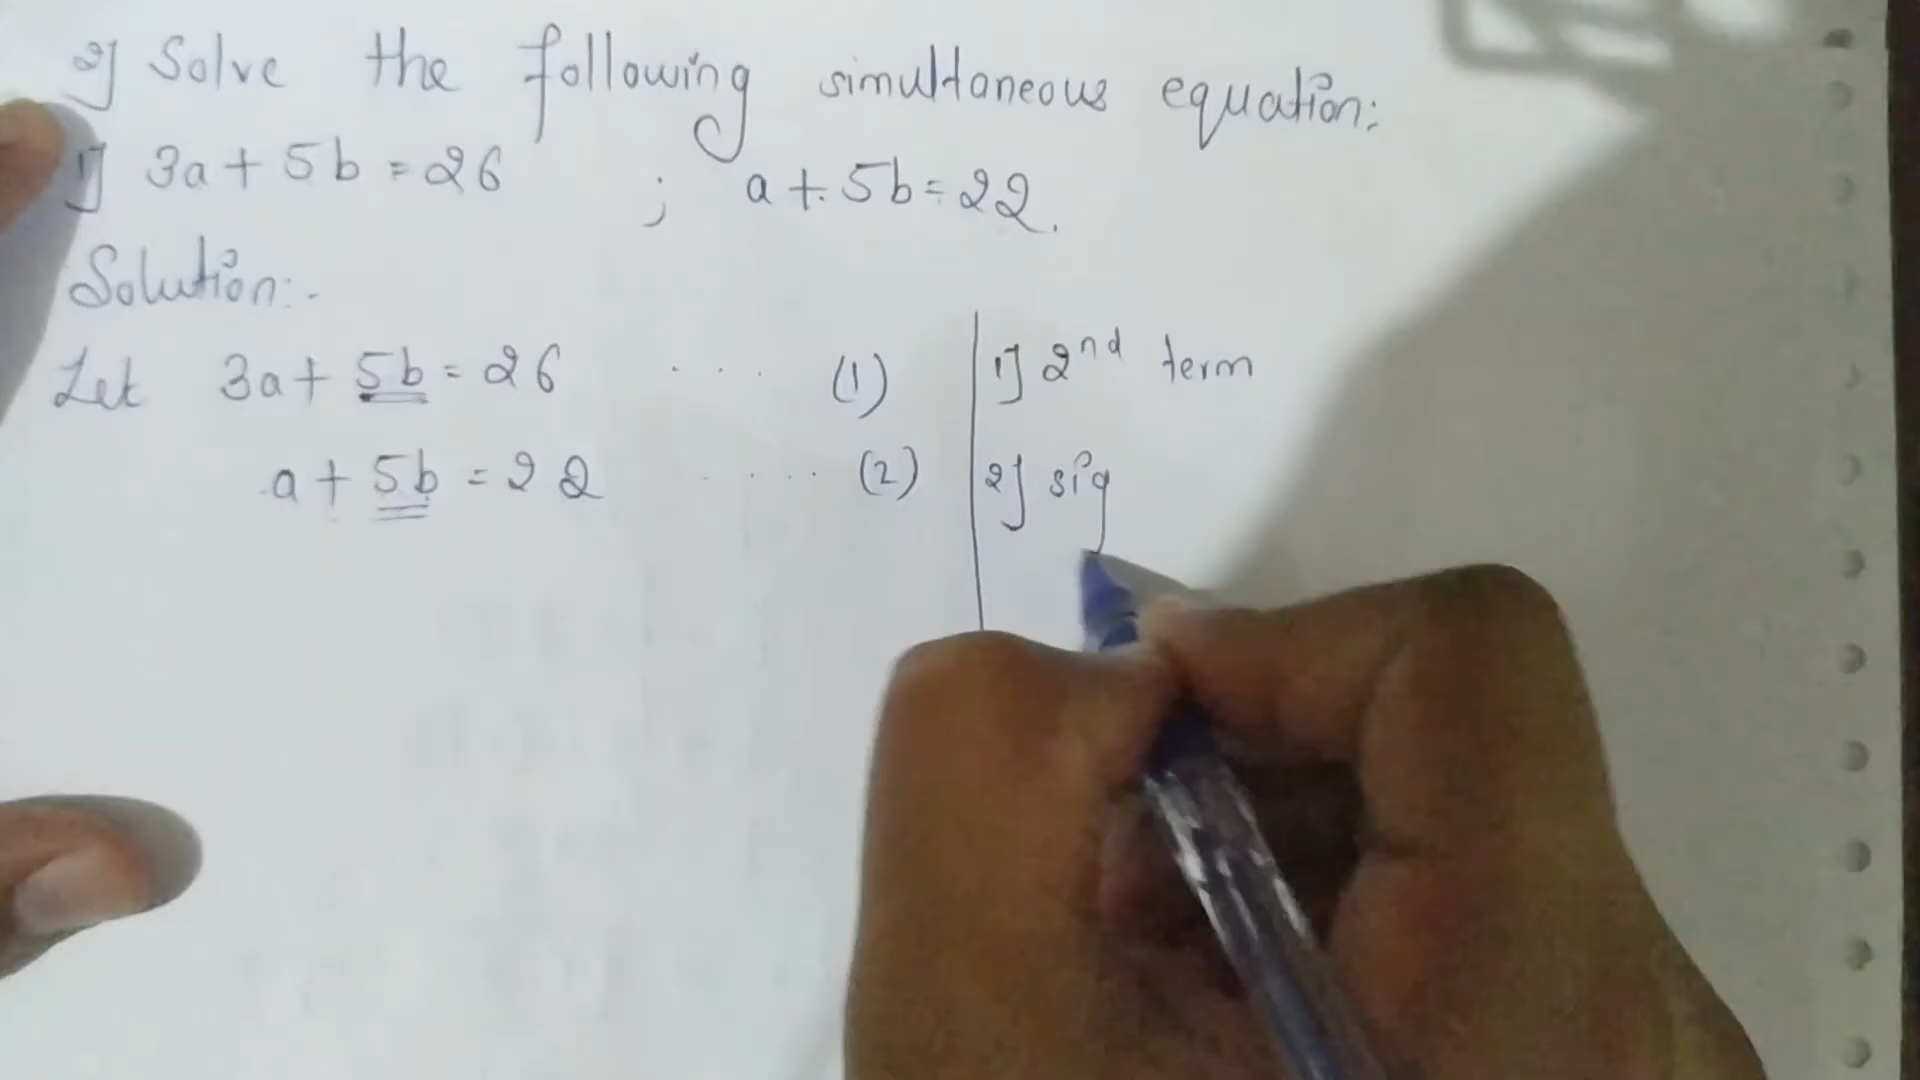 2] Solve the following simultaneous equation:
1] 3a + 5b = 26 ; a + 5b = 22.
Solution:-
Let 3a + 5b = 26 . . . (1)
a + 5b = 22 . . . . (2)
1] 2nd term
2] sig